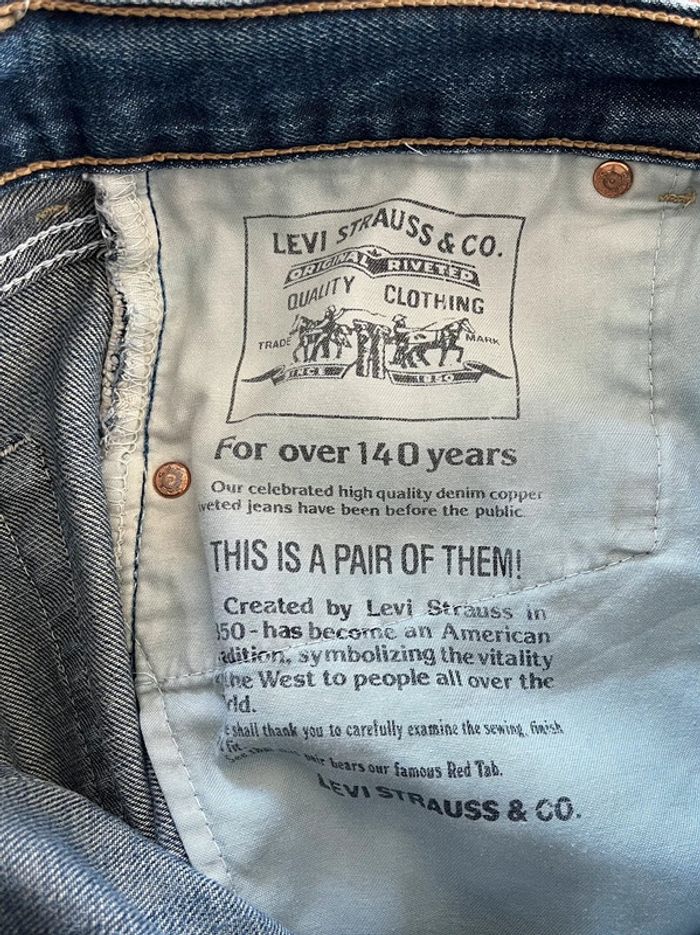 LEVI STRAUSS & CO.
ORIGINAL RIVETED
QUALITY CLOTHING
TRADE MARK
For over 140 years
Our celebrated high quality denim copper
veted jeans have been before the public.
THIS IS A PAIR OF THEM!
Created by Levi Strauss in
50-has become an American
adition, symbolizing the vitality
the West to people all over the
rld.
shall thank you to carefully examine the sewing, finish
fit.
bears our famous Red Tab.
LEVI STRAUSS & CO.